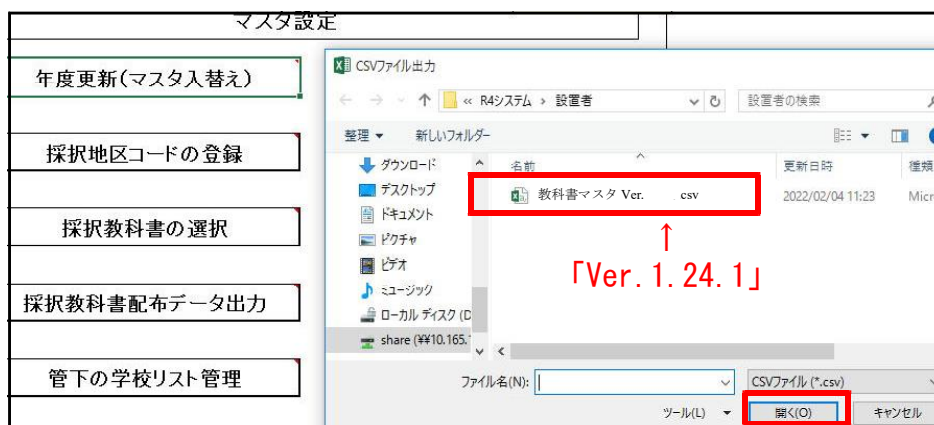 マスタ設定
年度更新(マスタ入替え)
採択地区コードの登録
採択教科書の選択
採択教科書配布データ出力
管下の学校リスト管理
CSVファイル出力
« R4システム › 設置者
設置者の検索
整理 新しいフォルダー
ダウンロード
デスクトップ
ドキュメント
ピクチャ
ビデオ
ミュージック
ローカル ディスク (D
share (¥¥10.165.
名前 更新日時 種類
教科書マスタ Ver. csv 2022/02/04 11:23 Micr
↑
「Ver.1.24.1」
ファイル名(N): CSVファイル (*.csv)
ツール(L) 開く(O) キャンセル